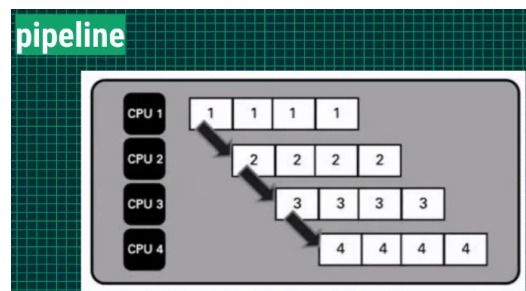 pipeline
CPU 1 1 1 1 1
CPU 2 2 2 2 2
CPU 3 3 3 3 3
CPU 4 4 4 4 4